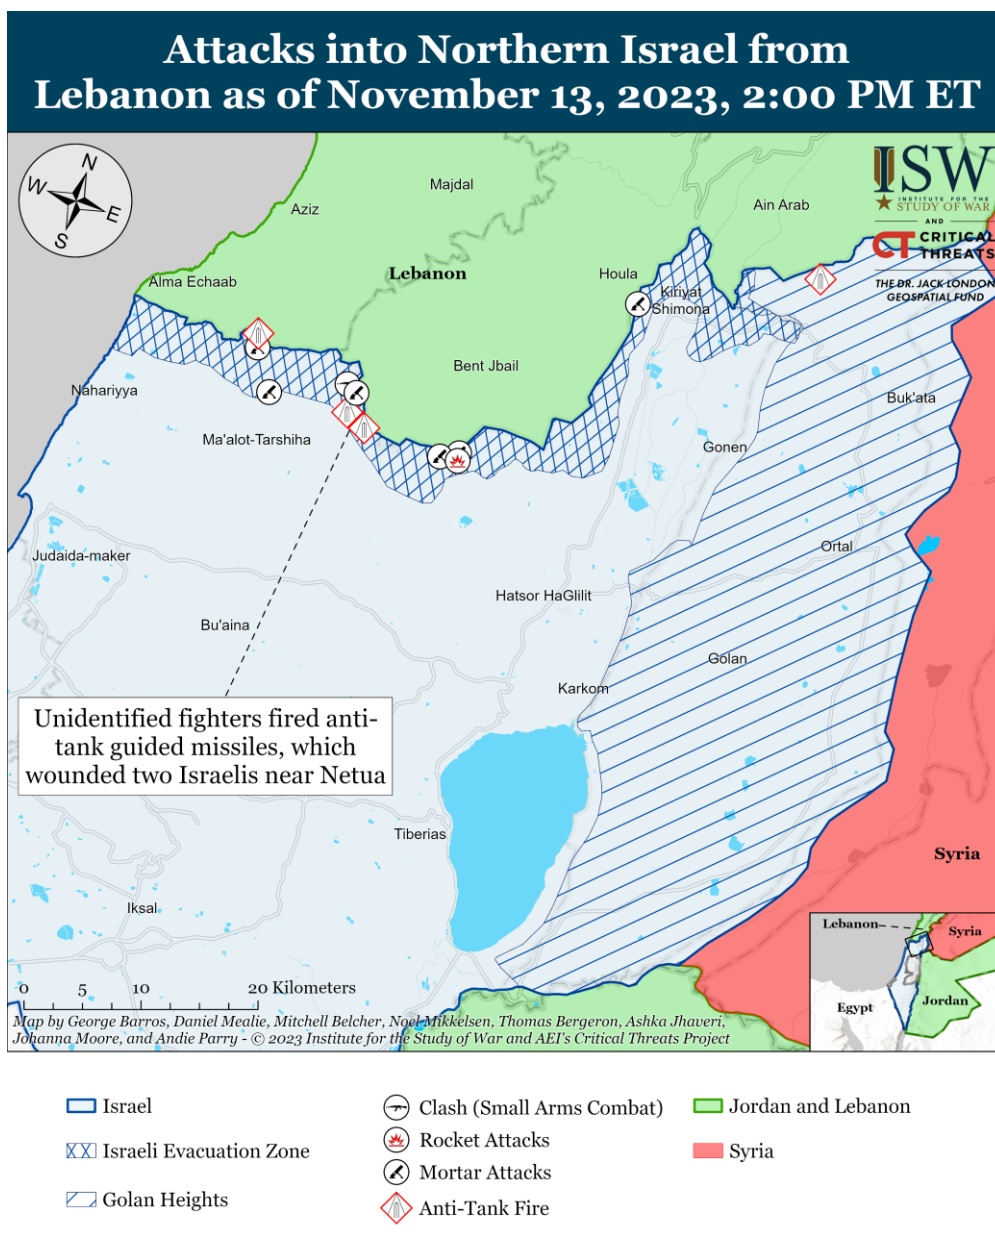 Attacks into Northern Israel from
Lebanon as of November 13, 2023, 2:00 PM ET
N
W
E
S
ISW
INSTITUTE FOR THE
STUDY OF WAR
AND
CT CRITICAL
THREATS
THE DR. JACK LONDON
GEOSPATIAL FUND
Majdal
Aziz
Ain Arab
Lebanon
Houla
Alma Echaab
Kiriyat
Shimona
Bent Jbail
Nahariyya
Buk'ata
Ma'alot-Tarshiha
Gonen
Judaida-maker
Ortal
Hatsor HaGlilit
Bu'aina
Golan
Karkom
Unidentified fighters fired anti-
tank guided missiles, which
wounded two Israelis near Netua
Tiberias
Syria
Iksal
Lebanon
Syria
Egypt
Jordan
0 5 10 20 Kilometers
Map by George Barros, Daniel Mealie, Mitchell Belcher, Noel Mikkelsen, Thomas Bergeron, Ashka Jhaveri,
Johanna Moore, and Andie Parry - © 2023 Institute for the Study of War and AEI's Critical Threats Project
Israel
Israeli Evacuation Zone
Golan Heights
Clash (Small Arms Combat)
Rocket Attacks
Mortar Attacks
Anti-Tank Fire
Jordan and Lebanon
Syria